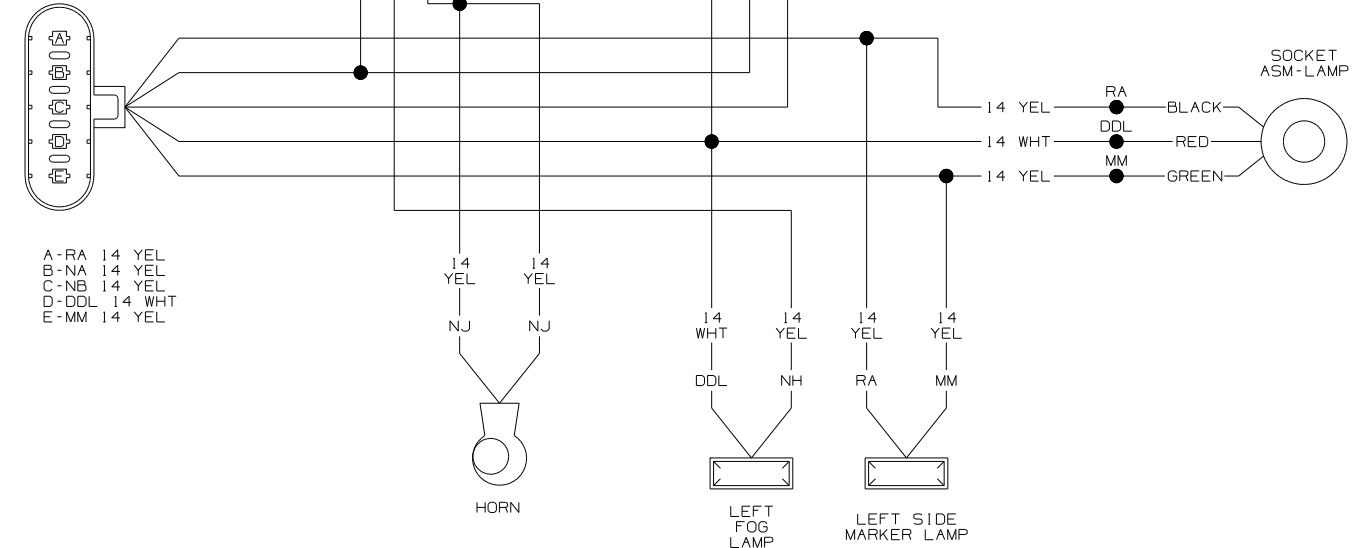 A
B
C
D
E
A-RA 14 YEL
B-NA 14 YEL
C-NB 14 YEL
D-DDL 14 WHT
E-MM 14 YEL
SOCKET
ASM-LAMP
14 YEL
RA
BLACK
14 WHT
DDL
RED
14 YEL
MM
GREEN
14
YEL
NJ
14
YEL
NJ
HORN
14
WHT
DDL
14
YEL
NH
LEFT
FOG
LAMP
14
YEL
RA
14
YEL
MM
LEFT SIDE
MARKER LAMP